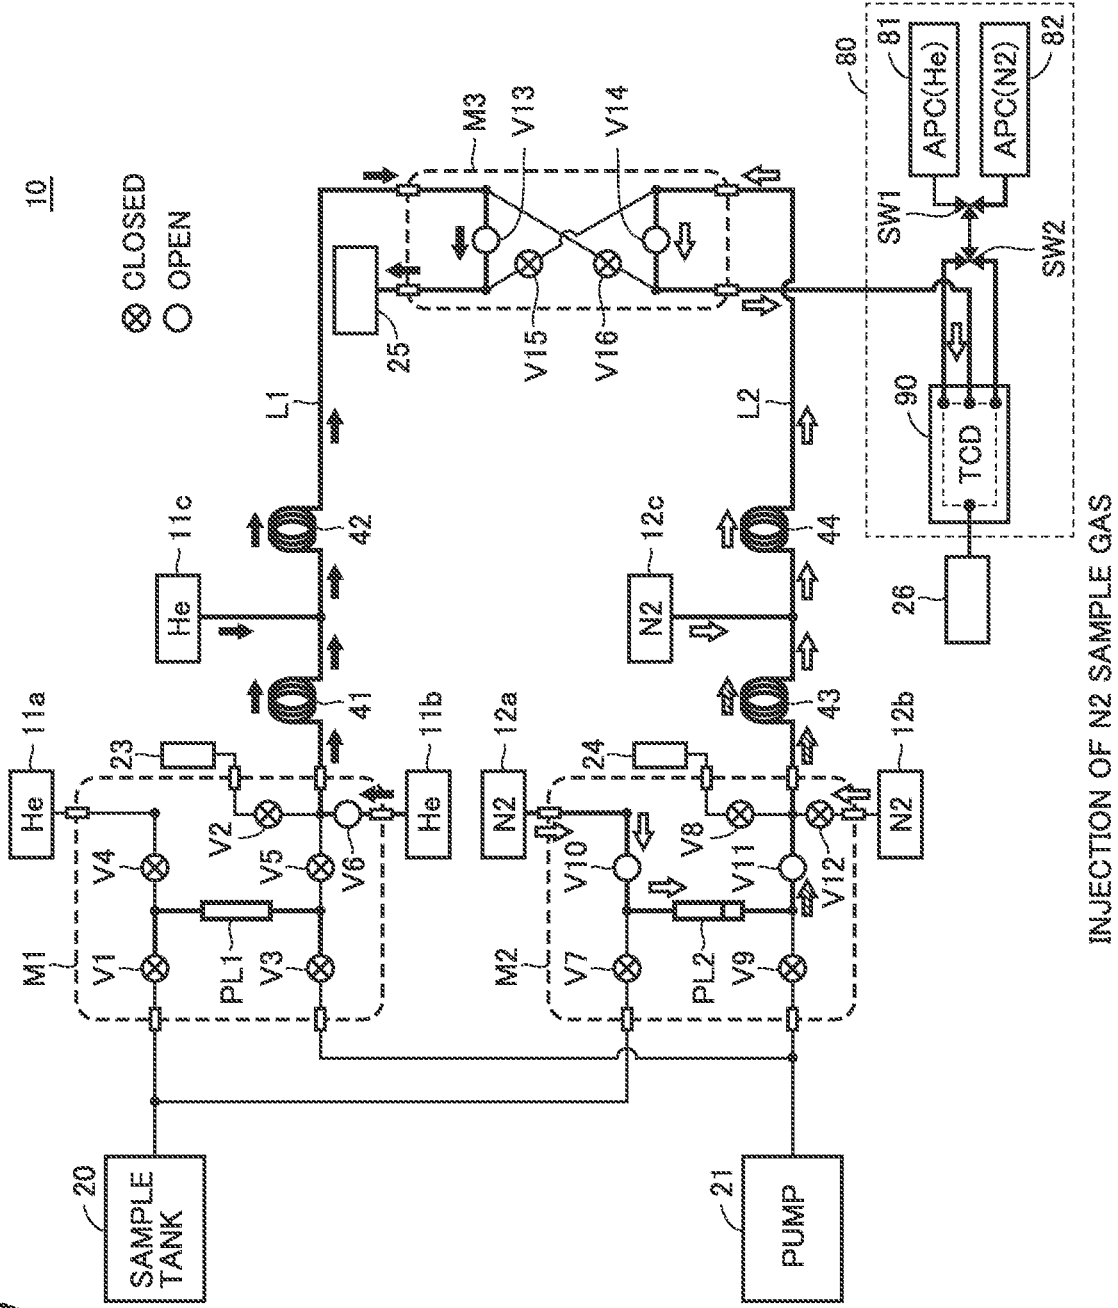 10
CLOSED
OPEN
20
SAMPLE
TANK
21
PUMP
M1
V1
V2
V3
V4
V5
V6
PL1
He
11a
23
He
11b
41
He
11c
42
L1
M2
V7
V8
V9
V10
V11
V12
PL2
N2
12a
24
N2
12b
43
N2
12c
44
L2
25
M3
V13
V14
V15
V16
80
81
APC(He)
82
APC(N2)
SW1
SW2
90
TCD
26
INJECTION OF N2 SAMPLE GAS